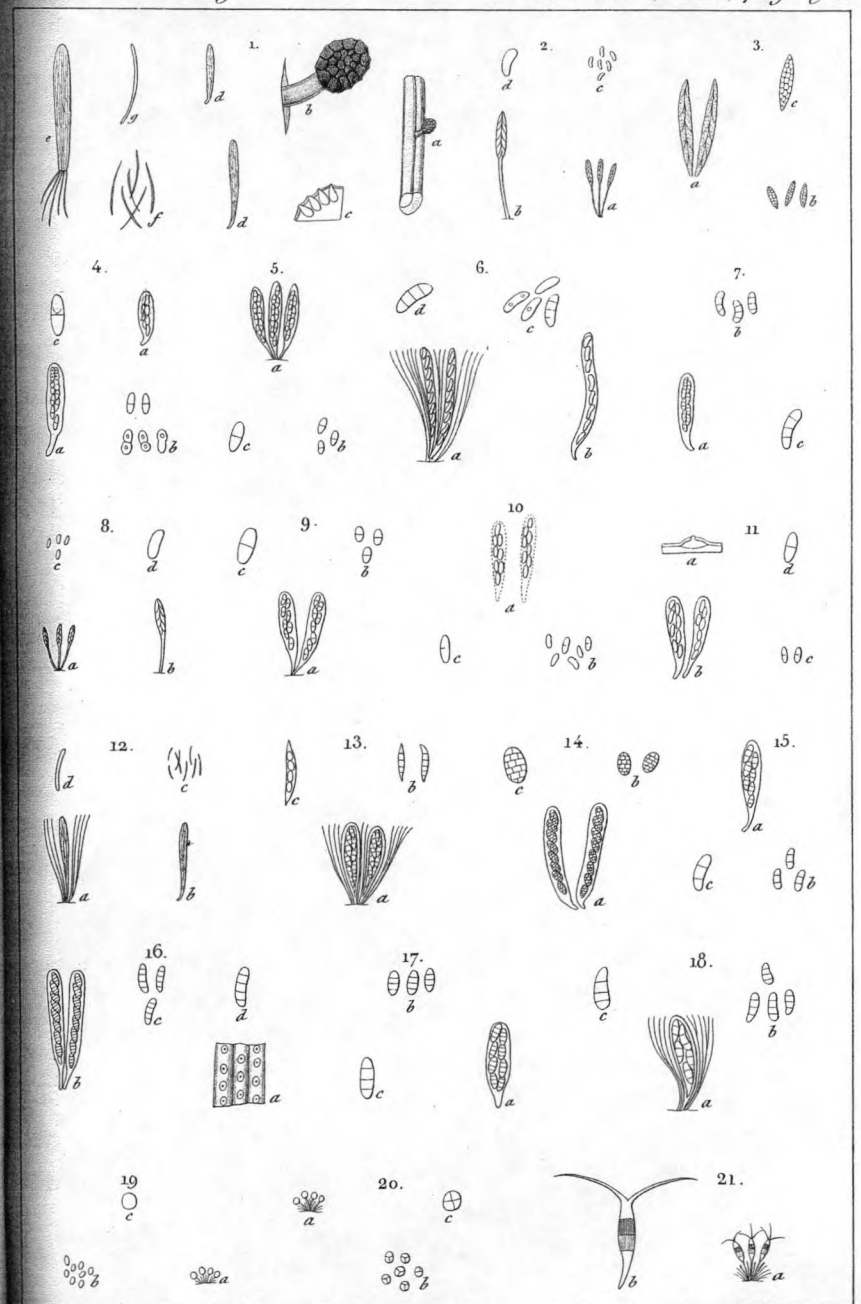 1. 2. 3.
e g d b a d c c
f d c b a a b
4. 5. 6. 7.
c a a d c b
a b c b a b a c
8. 9. 10 11
c d c b a a d
a b a c b b c
12. 13. 14. 15.
d c c b c b a
a b a a c b
16. 17. 18.
b c d b c b
a c a a
19 20. 21.
c a c
b a b b a